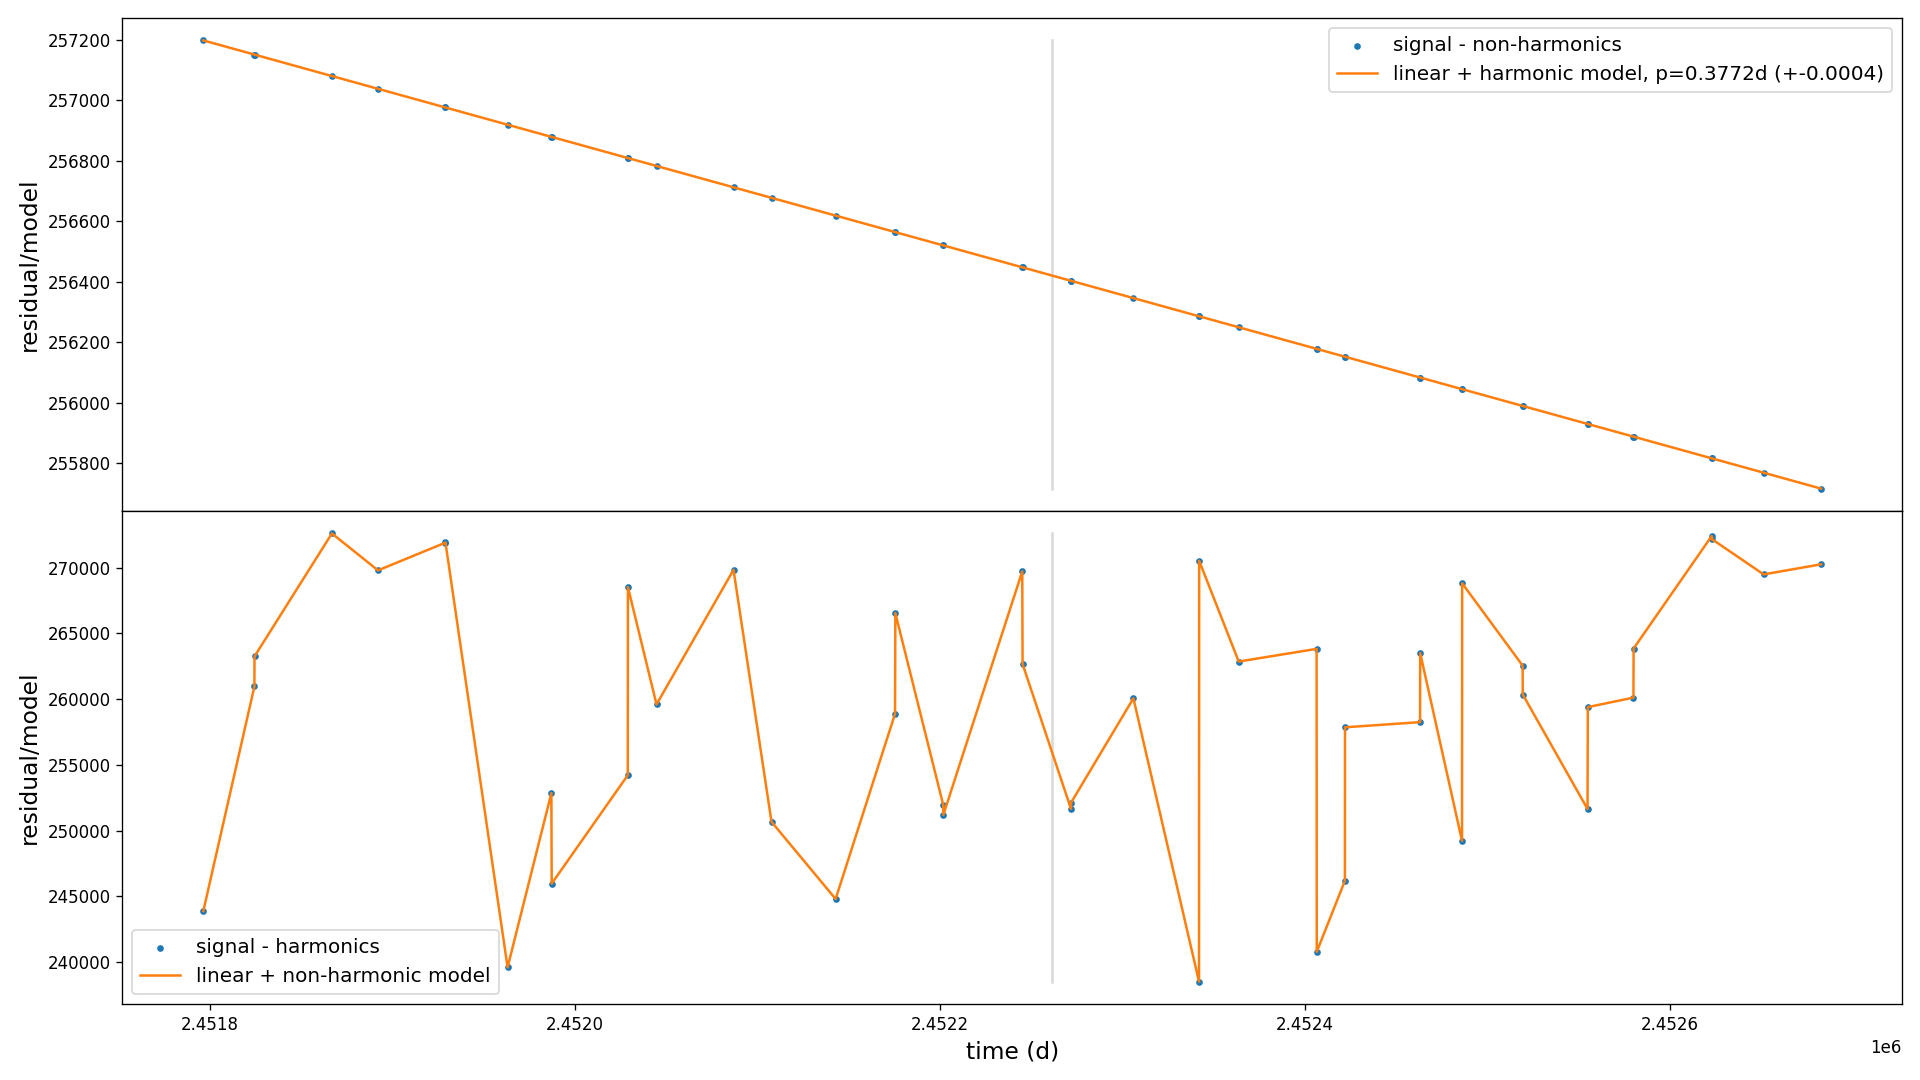 257200
257000
256800
256600
256400
256200
256000
255800
residual/model
signal - non-harmonics
linear + harmonic model, p=0.3772d (+-0.0004)
270000
265000
260000
255000
250000
245000
240000
residual/model
signal - harmonics
linear + non-harmonic model
2.4518 2.4520 2.4522 2.4524 2.4526
time (d)
1e6